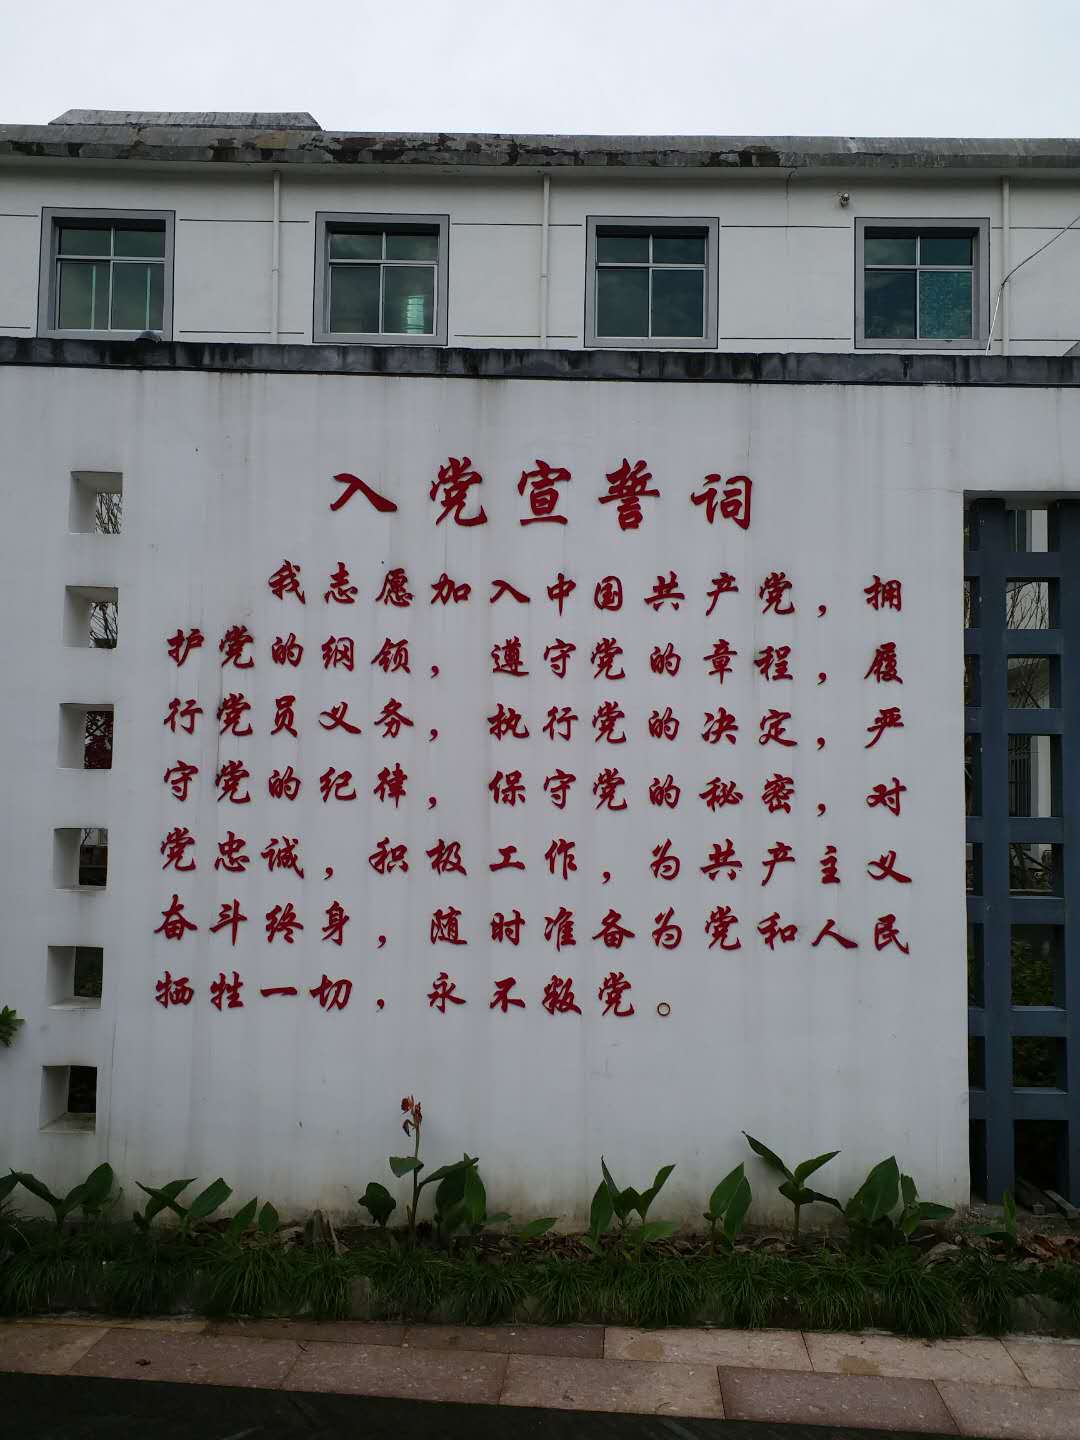 入党宣誓词
我志愿加入中国共产党，拥
护党的纲领，遵守党的章程，履
行党员义务，执行党的决定，严
守党的纪律，保守党的秘密，对
党忠诚，积极工作，为共产主义
奋斗终身，随时准备为党和人民
牺牲一切，永不叛党。